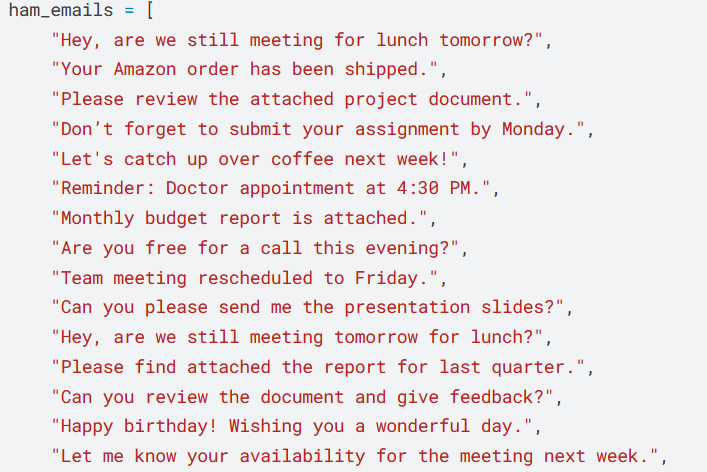 ham_emails = [
"Hey, are we still meeting for lunch tomorrow?",
"Your Amazon order has been shipped.",
"Please review the attached project document.",
"Don’t forget to submit your assignment by Monday.",
"Let's catch up over coffee next week!",
"Reminder: Doctor appointment at 4:30 PM.",
"Monthly budget report is attached.",
"Are you free for a call this evening?",
"Team meeting rescheduled to Friday.",
"Can you please send me the presentation slides?",
"Hey, are we still meeting tomorrow for lunch?",
"Please find attached the report for last quarter.",
"Can you review the document and give feedback?",
"Happy birthday! Wishing you a wonderful day.",
"Let me know your availability for the meeting next week.",